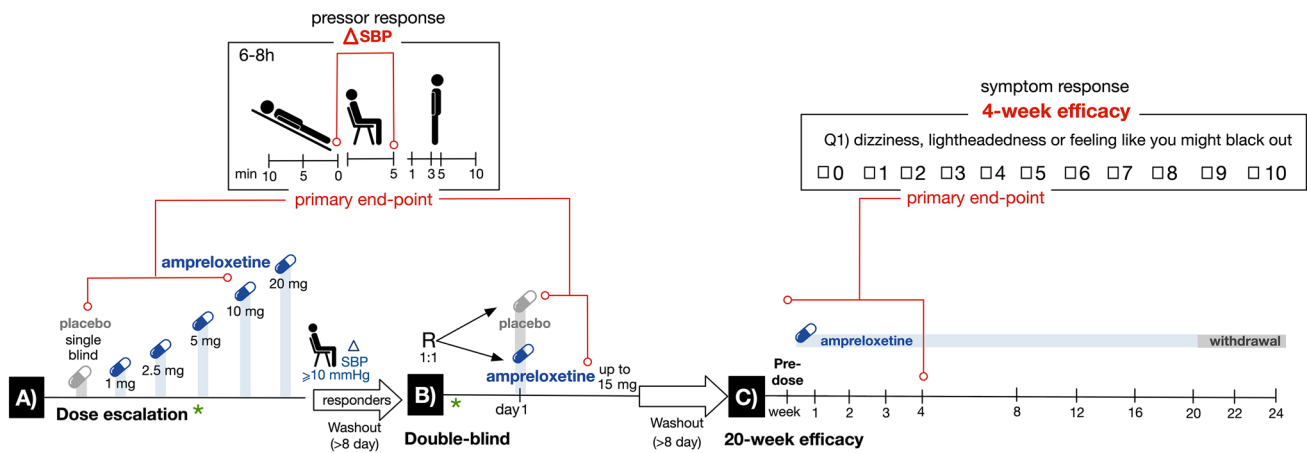 pressor response
Δ SBP
6-8h
min 10 5 0 5 1 3 5 10
primary end-point
symptom response
4-week efficacy
Q1) dizziness, lightheadedness or feeling like you might black out
□0 □1 □2 □3 □4 □5 □6 □7 □8 □9 □10
primary end-point
A)
placebo
single
blind
ampreloxetine
1 mg
2.5 mg
5 mg
10 mg
20 mg
Dose escalation *
Δ
SBP
⩾10 mmHg
responders
Washout
(>8 day)
B)
R
1:1
placebo
ampreloxetine up to
15 mg
*
day1
Double-blind
Washout
(>8 day)
C)
Pre-
dose
ampreloxetine
withdrawal
week 1 2 3 4 8 12 16 20 22 24
20-week efficacy